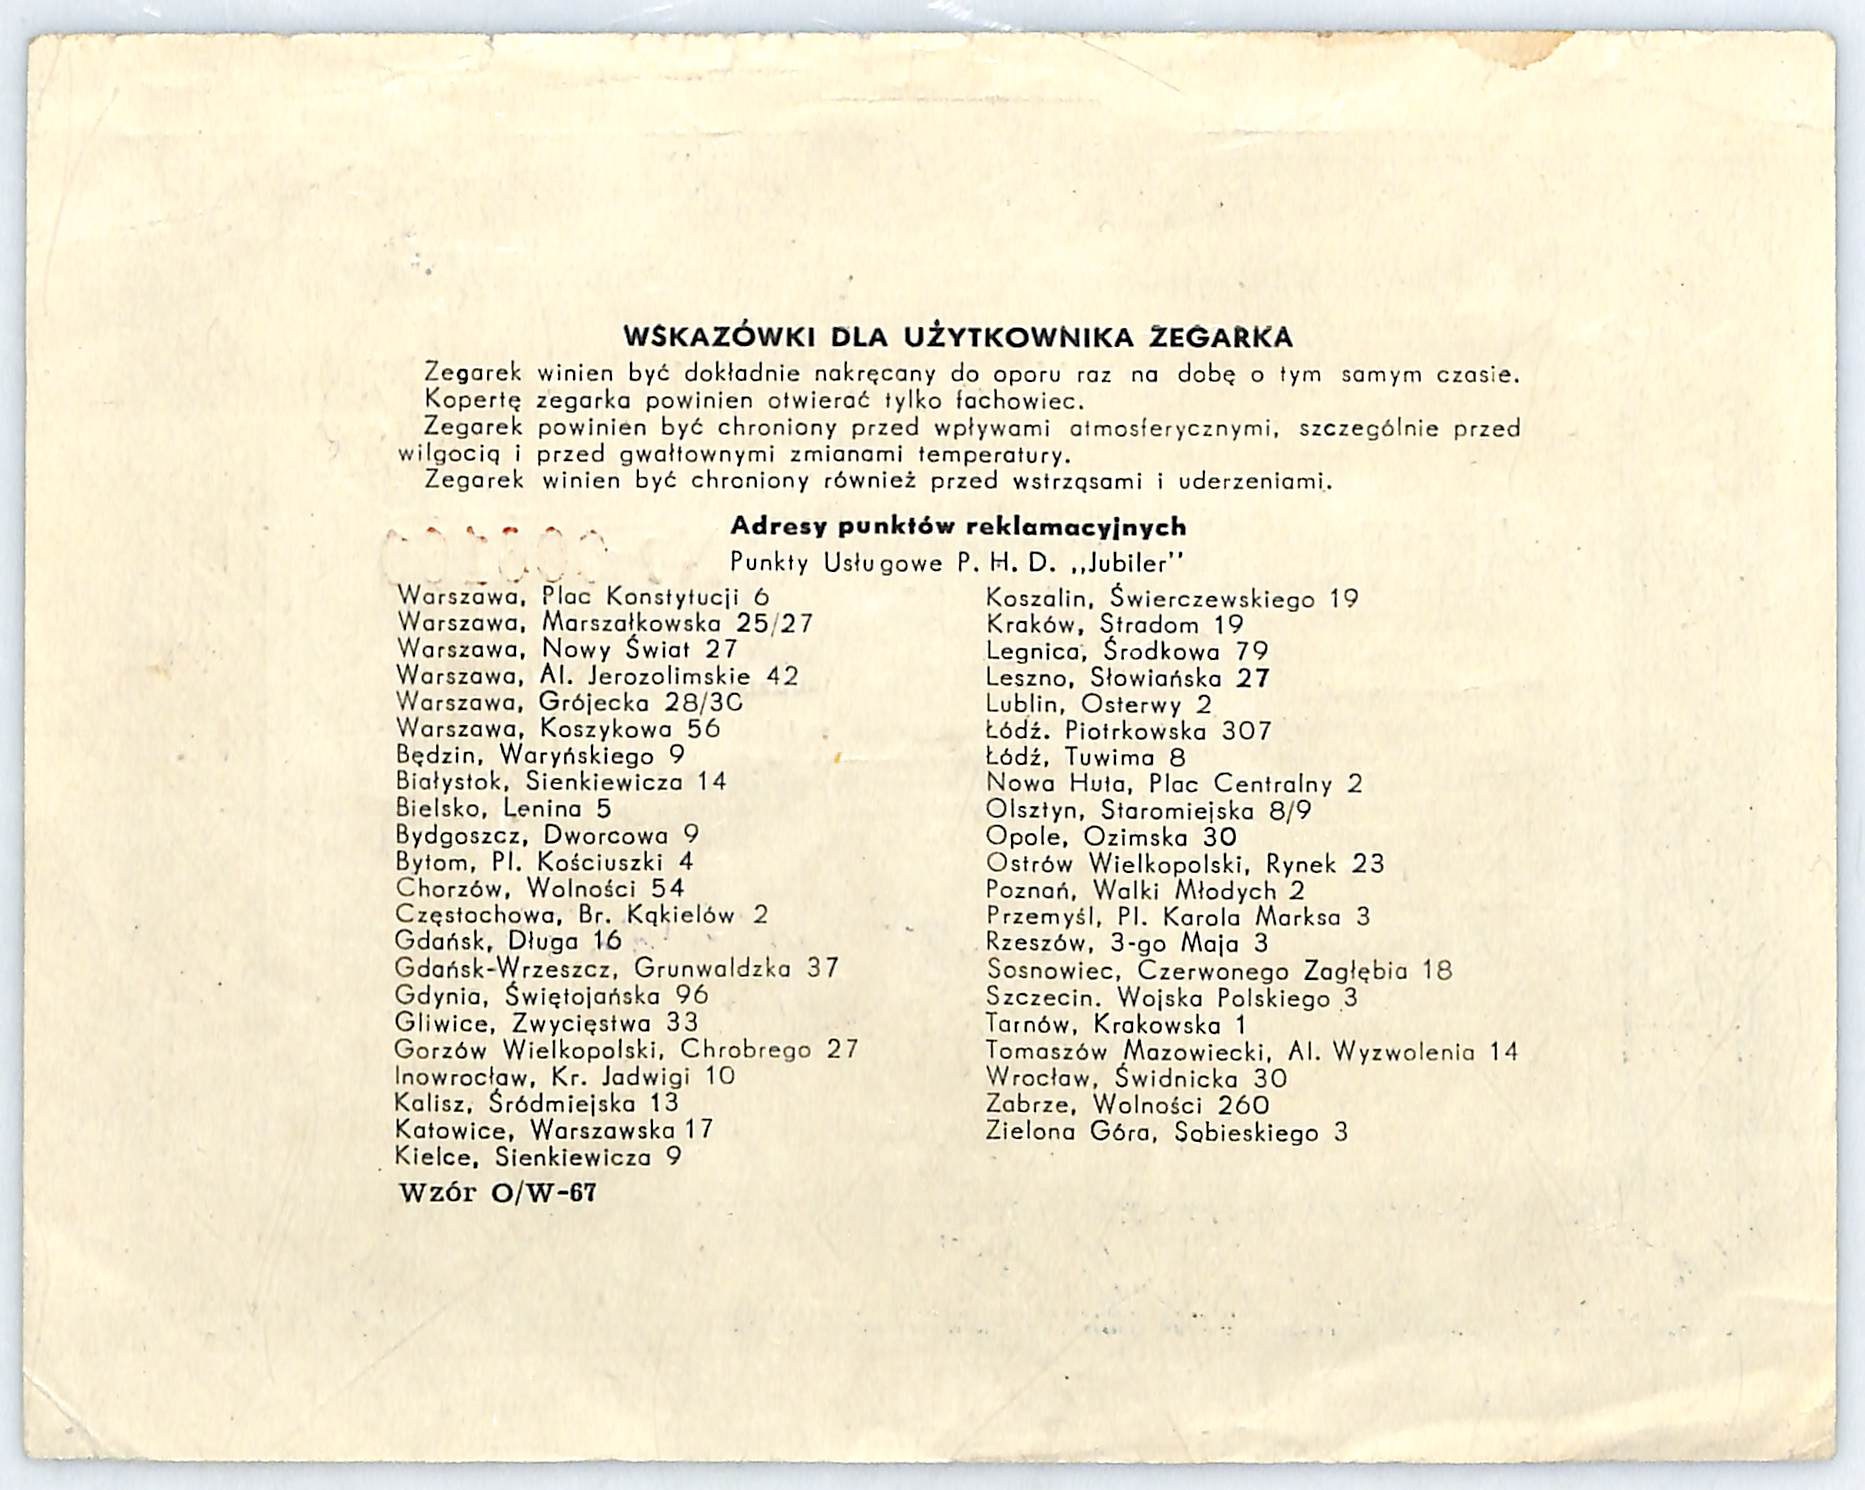 WSKAZÓWKI DLA UŻYTKOWNIKA ZEGARKA
Zegarek winien być dokładnie nakręcany do oporu raz na dobę o tym samym czasie.
Kopertę zegarka powinien otwierać tylko fachowiec.
Zegarek powinien być chroniony przed wpływami atmosferycznymi, szczególnie przed
wilgocią i przed gwałtownymi zmianami temperatury.
Zegarek winien być chroniony również przed wstrząsami i uderzeniami.
Adresy punktów reklamacyjnych
Punkty Usługowe P. H. D. „Jubiler"
Warszawa, Plac Konstytucji 6
Warszawa, Marszałkowska 25/27
Warszawa, Nowy Świat 27
Warszawa, Al. Jerozolimskie 42
Warszawa, Grójecka 28/30
Warszawa, Koszykowa 56
Będzin, Waryńskiego 9
Białystok, Sienkiewicza 14
Bielsko, Lenina 5
Bydgoszcz, Dworcowa 9
Bytom, Pl. Kościuszki 4
Chorzów, Wolności 54
Częstochowa, Br. Kąkielów 2
Gdańsk, Długa 16
Gdańsk-Wrzeszcz, Grunwaldzka 37
Gdynia, Świętojańska 96
Gliwice, Zwycięstwa 33
Gorzów Wielkopolski, Chrobrego 27
Inowrocław, Kr. Jadwigi 10
Kalisz, Śródmiejska 13
Katowice, Warszawska 17
Kielce, Sienkiewicza 9
Koszalin, Świerczewskiego 19
Kraków, Stradom 19
Legnica, Środkowa 79
Leszno, Słowiańska 27
Lublin, Osterwy 2
Łódź. Piotrkowska 307
Łódź, Tuwima 8
Nowa Huta, Plac Centralny 2
Olsztyn, Staromiejska 8/9
Opole, Ozimska 30
Ostrów Wielkopolski, Rynek 23
Poznań, Walki Młodych 2
Przemyśl, Pl. Karola Marksa 3
Rzeszów, 3-go Maja 3
Sosnowiec, Czerwonego Zagłębia 18
Szczecin. Wojska Polskiego 3
Tarnów, Krakowska 1
Tomaszów Mazowiecki, Al. Wyzwolenia 14
Wrocław, Świdnicka 30
Zabrze, Wolności 260
Zielona Góra, Sobieskiego 3
Wzór O/W-67